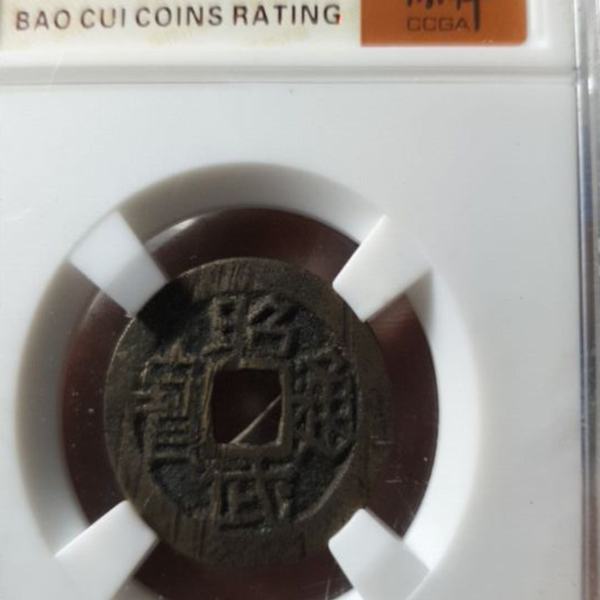 BAO CUI COINS RATING
CCGA
昭武通寶